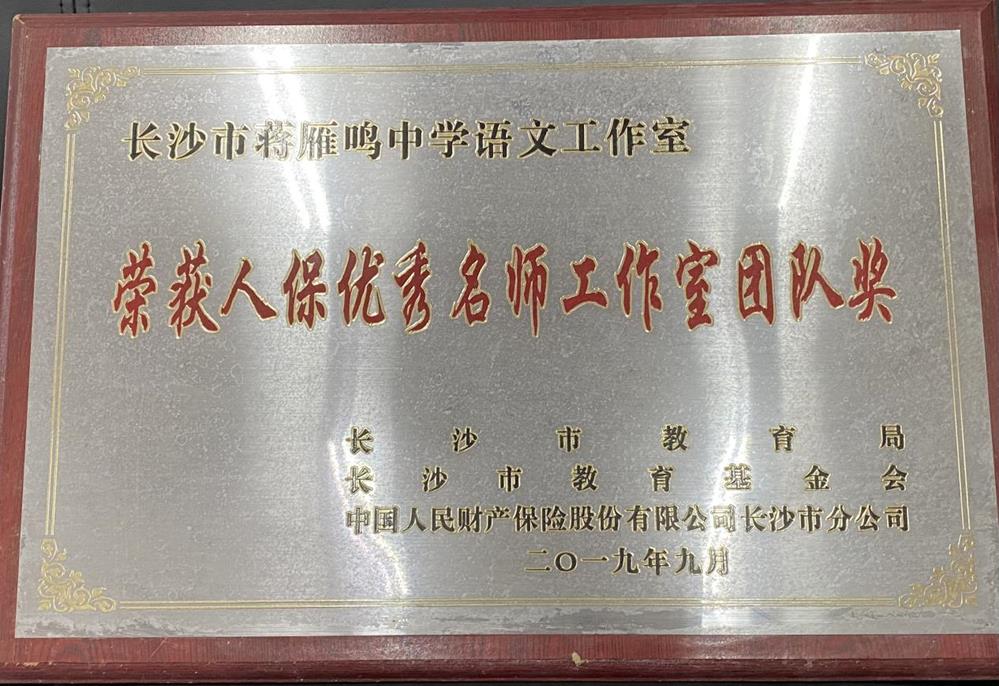 长沙市蒋雁鸣中学语文工作室
荣获人保优秀名师工作室团队奖
长沙市教育局
长沙市教育基金会
中国人民财产保险股份有限公司长沙市分公司
二〇一九年九月